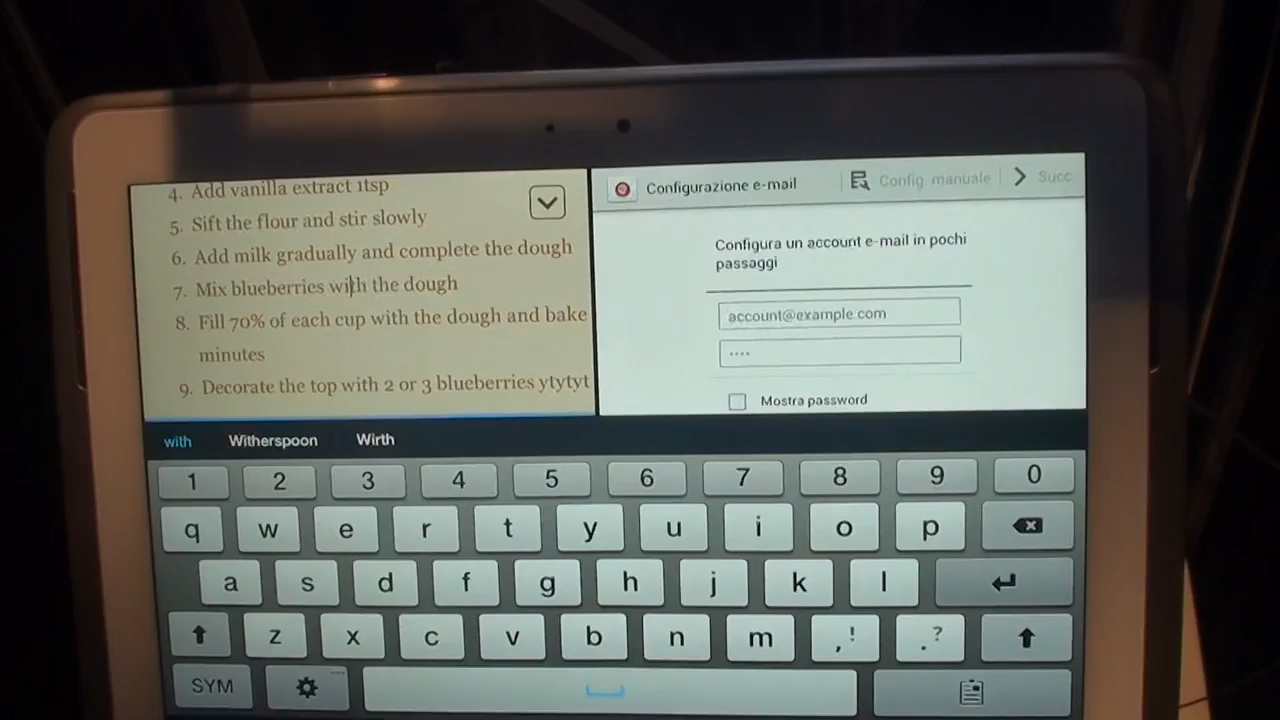 4. Add vanilla extract 1tsp
5. Sift the flour and stir slowly
6. Add milk gradually and complete the dough
7. Mix blueberries with the dough
8. Fill 70% of each cup with the dough and bake
minutes
9. Decorate the top with 2 or 3 blueberries ytytyt
Configurazione e-mail
Config. manuale
Succ
Configura un account e-mail in pochi
passaggi
account@example.com
Mostra password
with Witherspoon Wirth
1 2 3 4 5 6 7 8 9 0
q w e r t y u i o p
a s d f g h j k l
z x c v b n m , ! . ?
SYM